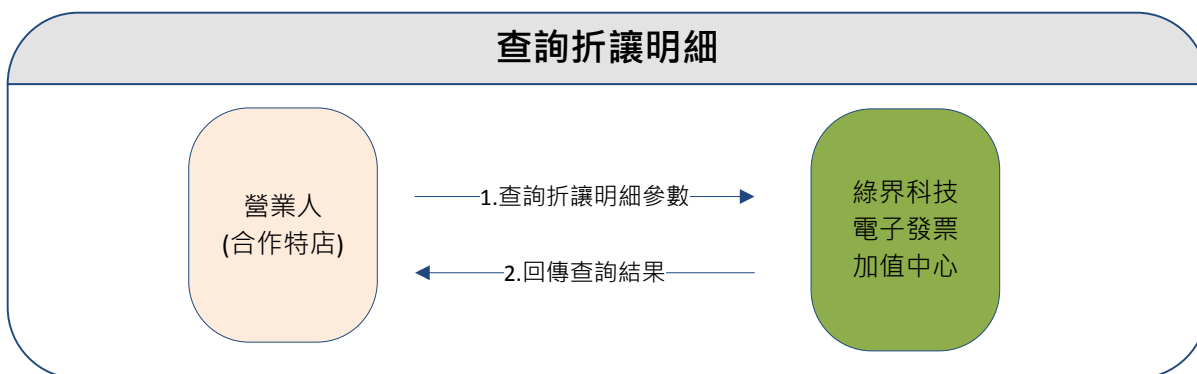 查詢折讓明細
營業人
(合作特店)
1.查詢折讓明細參數
2.回傳查詢結果
綠界科技
電子發票
加值中心